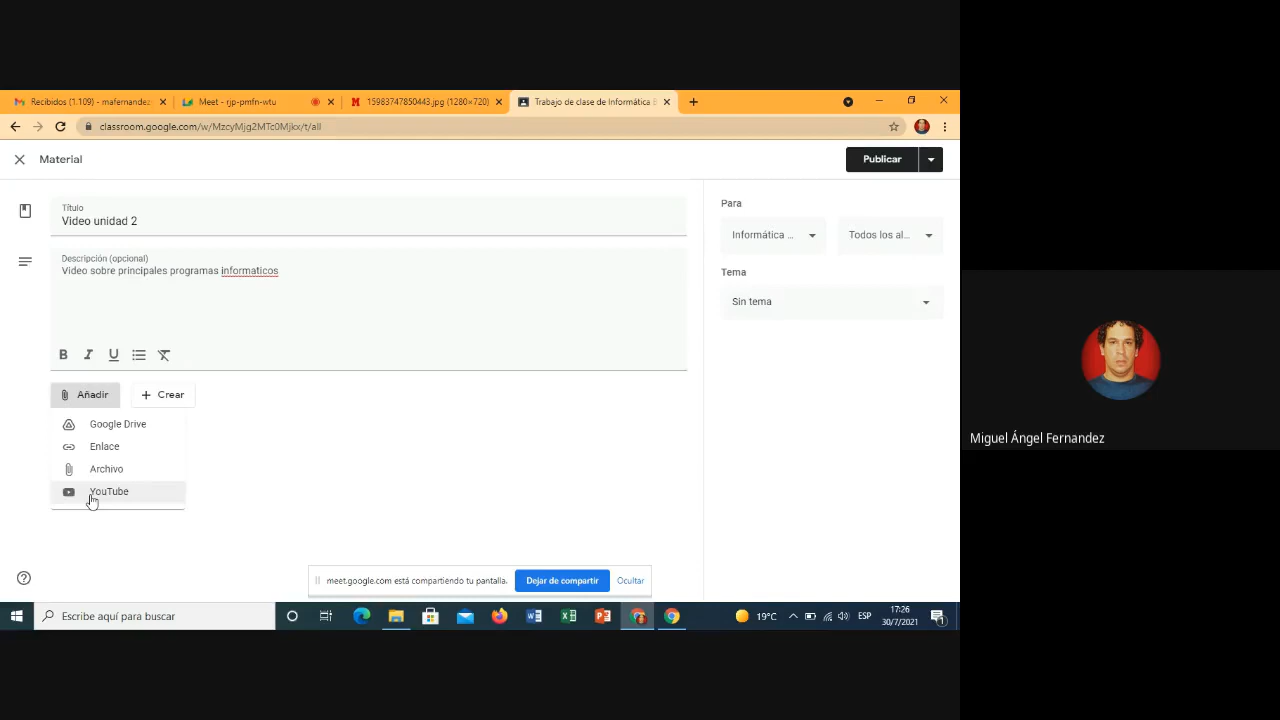 Recibidos (1.109) - mafernandez
Meet - rjp-pmfn-wtu
15983747850443.jpg (1280×720)
Trabajo de clase de Informática
classroom.google.com/w/MzcyMjg2MTc0Mjkx/t/all
Material
Publicar
Título
Video unidad 2
Descripción (opcional)
Video sobre principales programas informaticos
Añadir
Crear
Google Drive
Enlace
Archivo
YouTube
Para
Informática ...
Todos los al...
Tema
Sin tema
meet.google.com está compartiendo tu pantalla.
Dejar de compartir
Ocultar
Escribe aquí para buscar
19°C
ESP
17:26
30/7/2021
Miguel Ángel Fernandez